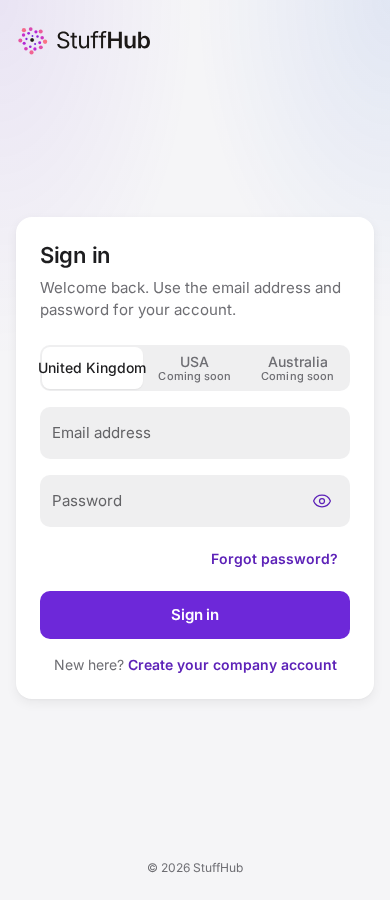 StuffHub
Sign in
Welcome back. Use the email address and
password for your account.
United Kingdom
USA
Coming soon
Australia
Coming soon
Email address
Password
Forgot password?
Sign in
New here? Create your company account
© 2026 StuffHub